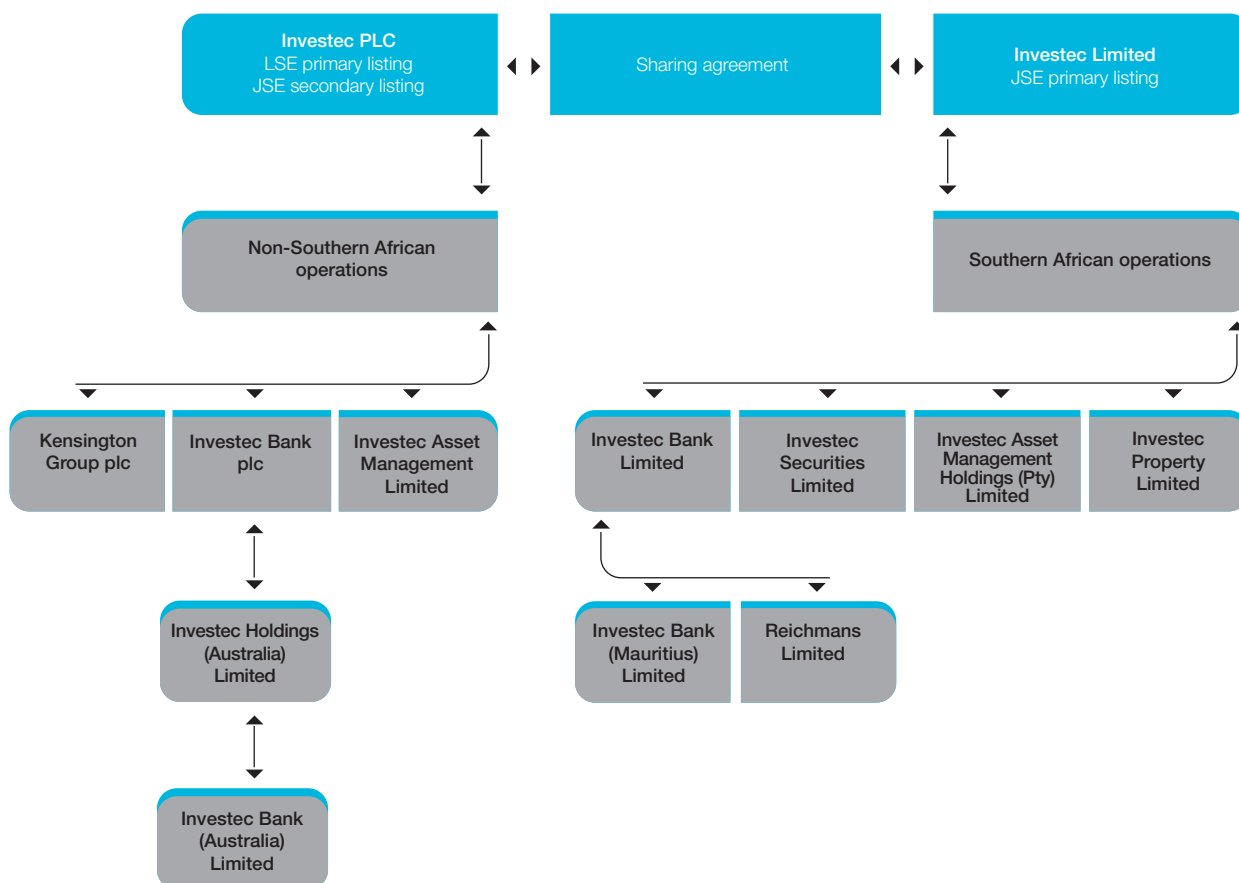 Investec PLC
LSE primary listing
JSE secondary listing
Sharing agreement
Investec Limited
JSE primary listing
Non-Southern African
operations
Southern African operations
Kensington
Group plc
Investec Bank
plc
Investec Asset
Management
Limited
Investec Bank
Limited
Investec
Securities
Limited
Investec Asset
Management
Holdings (Pty)
Limited
Investec
Property
Limited
Investec Holdings
(Australia)
Limited
Investec Bank
(Mauritius)
Limited
Reichmans
Limited
Investec Bank
(Australia)
Limited